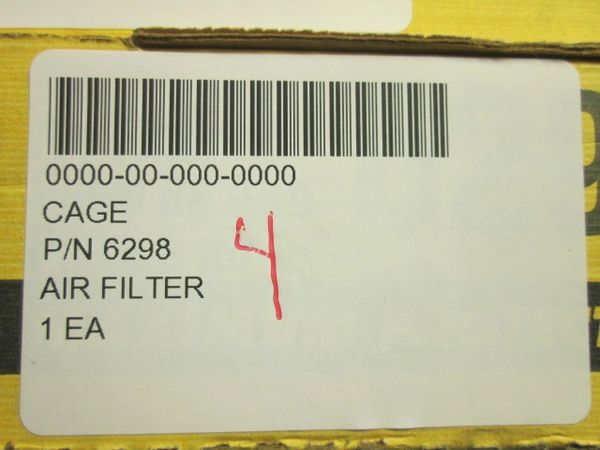 0000-00-000-0000
CAGE
P/N 6298
AIR FILTER
1 EA
4